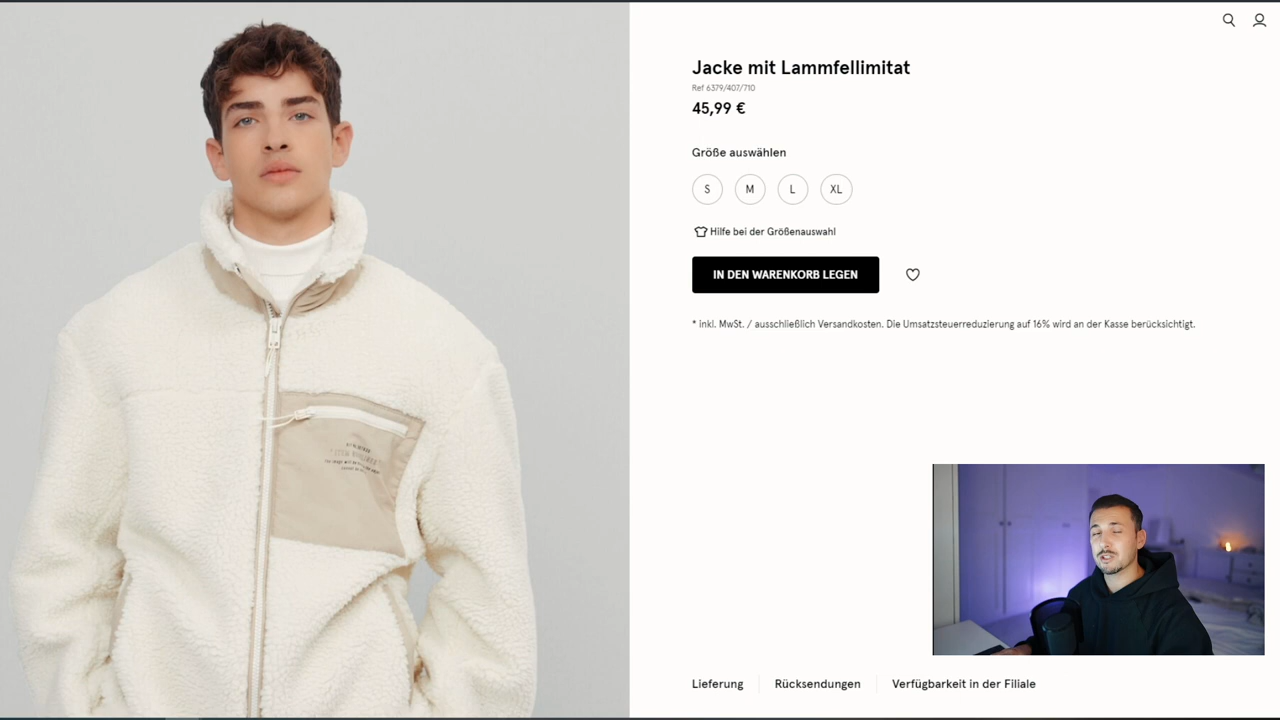 Jacke mit Lammfellimitat
Ref 6379/407/710
45,99 €
Größe auswählen
S M L XL
Hilfe bei der Größenauswahl
IN DEN WARENKORB LEGEN
* inkl. MwSt. / ausschließlich Versandkosten. Die Umsatzsteuerreduzierung auf 16% wird an der Kasse berücksichtigt.
Lieferung Rücksendungen Verfügbarkeit in der Filiale